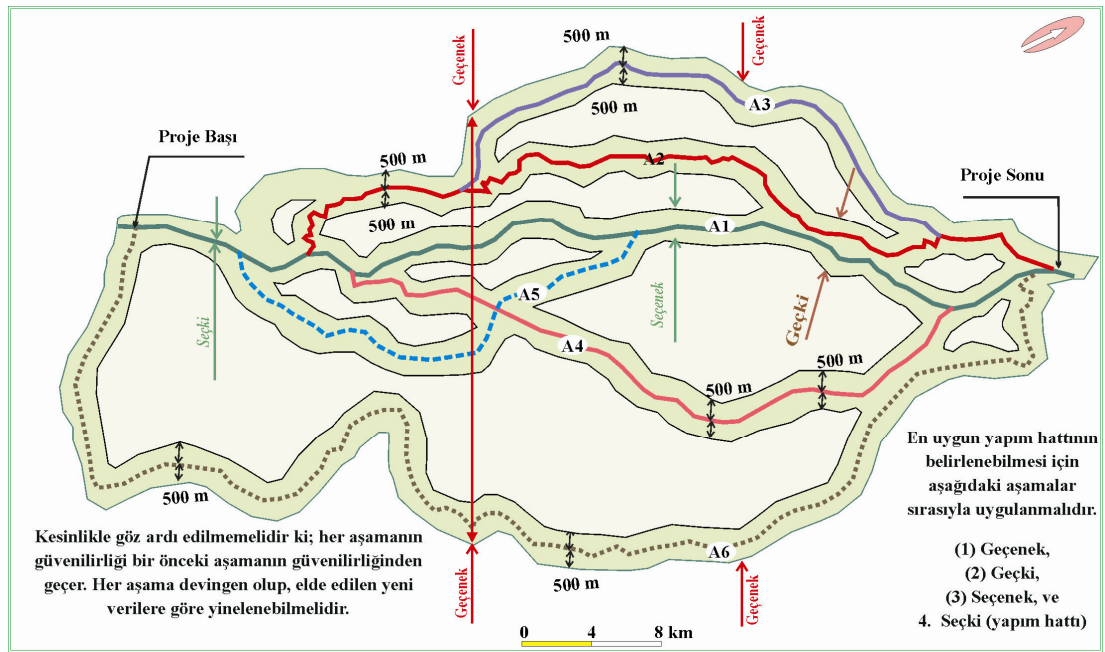 500 m
Geçenek
Geçenek
500 m
A3
Proje Başı
500 m
A2
Proje Sonu
500 m
A1
Seçki
A5
Seçenek
Geçki
A4
500 m
500 m
500 m
En uygun yapım hattının
belirlenebilmesi için
aşağıdaki aşamalar
sırasıyla uygulanmalıdır.
Kesinlikle göz ardı edilmemelidir ki; her aşamanın
güvenilirliği bir önceki aşamanın güvenilirliğinden
geçer. Her aşama devingen olup, elde edilen yeni
verilere göre yinelenebilmelidir.
A6
500 m
Geçenek
Geçenek
(1) Geçenek,
(2) Geçki,
(3) Seçenek, ve
4. Seçki (yapım hattı)
0 4 8 km